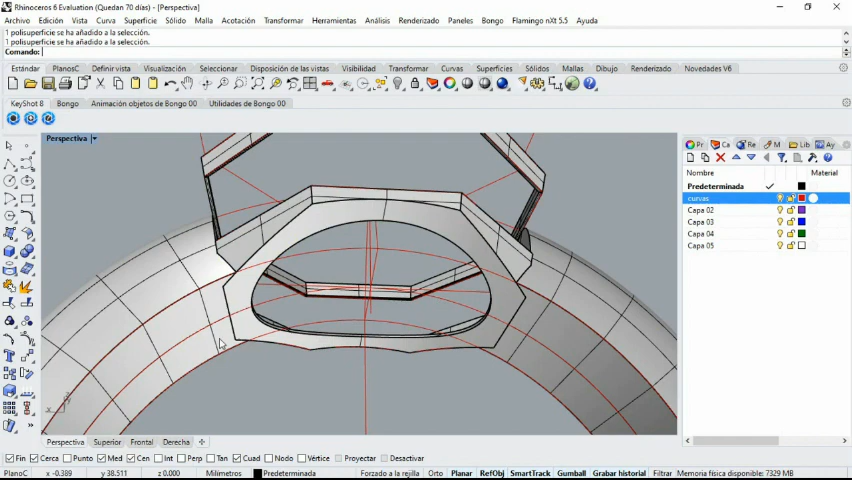 Rhinoceros 6 Evaluation (Quedan 70 días) - [Perspectiva]
Archivo Edición Vista Curva Superficie Sólido Malla Acotación Transformar Herramientas Análisis Renderizado Paneles Bongo Flamingo nXt 5.5 Ayuda
1 polisuperficie se ha añadido a la selección.
1 polisuperficie se ha añadido a la selección.
Comando:
Estándar PlanosC Definir vista Visualización Seleccionar Disposición de las vistas Visibilidad Transformar Curvas Superficies Sólidos Mallas Dibujo Renderizado Novedades V6
KeyShot 8 Bongo Animación objetos de Bongo 00 Utilidades de Bongo 00
Perspectiva
Pr Ca Re M Lib Ay
Nombre Material
Predeterminada
curvas
Capa 02
Capa 03
Capa 04
Capa 05
x
Perspectiva Superior Frontal Derecha
Fin Cerca Punto Med Cen Int Perp Tan Cuad Nodo Vértice Proyectar Desactivar
PlanoC x -0.389 y 38.511 z 0.000 Milímetros Predeterminada Forzado a la rejilla Orto Planar RefObj SmartTrack Gumball Grabar historial Filtrar Memoria física disponible: 7329 MB